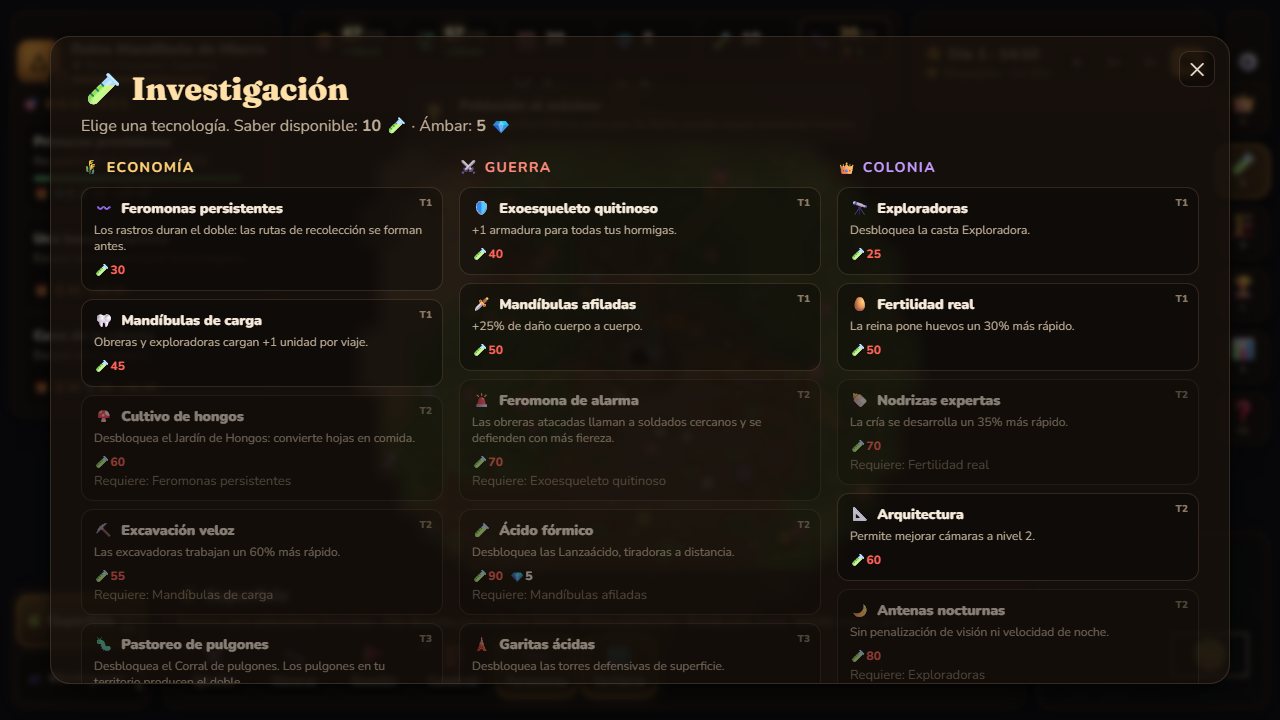 Investigación
Elige una tecnología. Saber disponible: 10 · Ámbar: 5
ECONOMÍA
Feromonas persistentes
T1
Los rastros duran el doble: las rutas de recolección se forman
antes.
30
Mandíbulas de carga
T1
Obreras y exploradoras cargan +1 unidad por viaje.
45
Cultivo de hongos
T2
Desbloquea el Jardín de Hongos: convierte hojas en comida.
60
Requiere: Feromonas persistentes
Excavación veloz
T2
Las excavadoras trabajan un 60% más rápido.
55
Requiere: Mandíbulas de carga
Pastoreo de pulgones
T3
Desbloquea el Corral de pulgones. Los pulgones en tu
territorio producen el doble.
GUERRA
Exoesqueleto quitinoso
T1
+1 armadura para todas tus hormigas.
40
Mandíbulas afiladas
T1
+25% de daño cuerpo a cuerpo.
50
Feromona de alarma
T2
Las obreras atacadas llaman a soldados cercanos y se
defienden con más fiereza.
70
Requiere: Exoesqueleto quitinoso
Ácido fórmico
T2
Desbloquea las Lanzaácido, tiradoras a distancia.
90 5
Requiere: Mandíbulas afiladas
Garitas ácidas
T3
Desbloquea las torres defensivas de superficie.
COLONIA
Exploradoras
T1
Desbloquea la casta Exploradora.
25
Fertilidad real
T1
La reina pone huevos un 30% más rápido.
50
Nodrizas expertas
T2
La cría se desarrolla un 35% más rápido.
70
Requiere: Fertilidad real
Arquitectura
T2
Permite mejorar cámaras a nivel 2.
60
Antenas nocturnas
T2
Sin penalización de visión ni velocidad de noche.
80
Requiere: Exploradoras